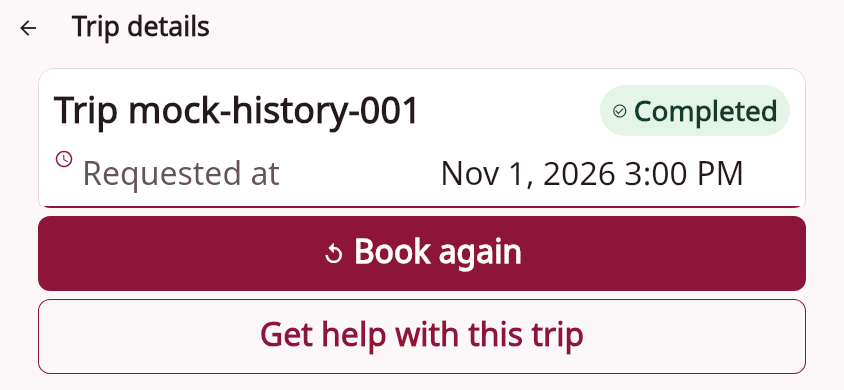 Trip details
Trip mock-history-001 Completed
Requested at Nov 1, 2026 3:00 PM
Book again
Get help with this trip